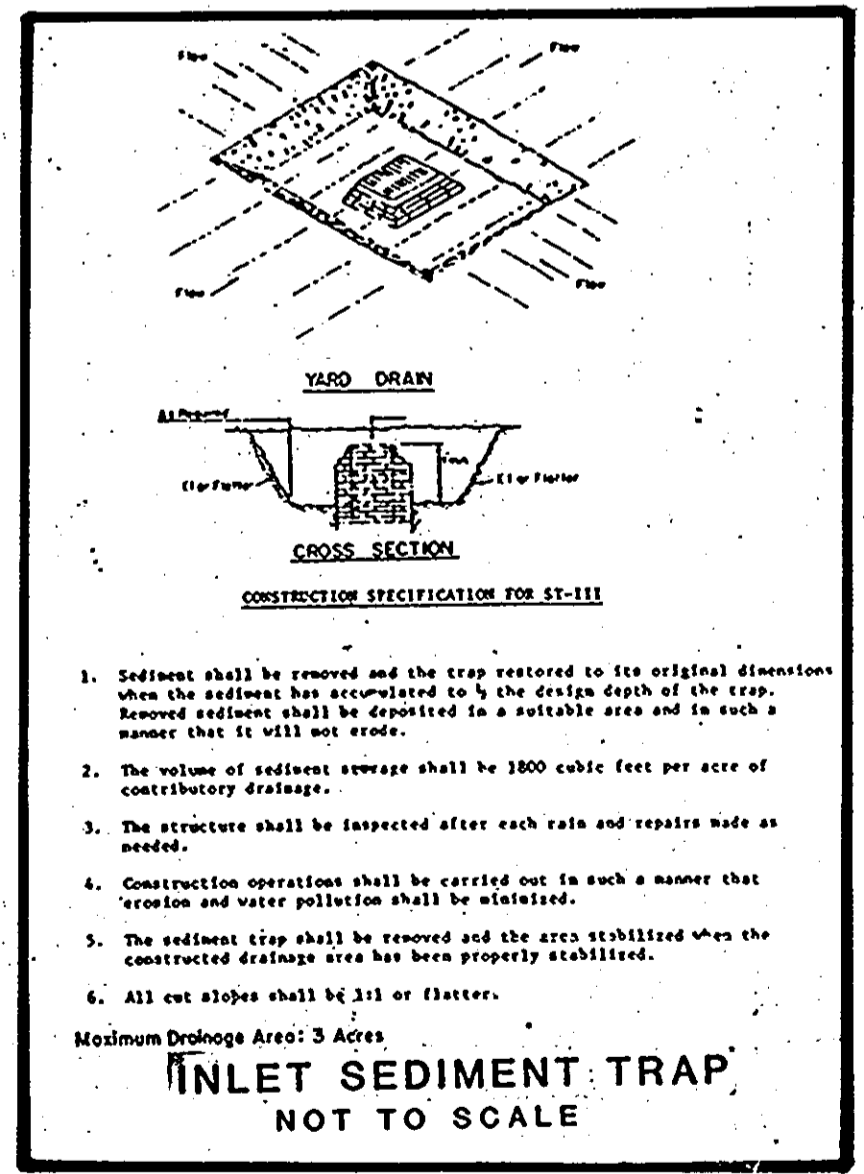 Flow
Flow
Flow
Flow
YARD DRAIN
CROSS SECTION
CONSTRUCTION SPECIFICATION FOR ST-III
1. Sediment shall be removed and the trap restored to its original dimensions
when the sediment has accumulated to ½ the design depth of the trap.
Removed sediment shall be deposited in a suitable area and in such a
manner that it will not erode.
2. The volume of sediment storage shall be 1800 cubic feet per acre of
contributory drainage.
3. The structure shall be inspected after each rain and repairs made as
needed.
4. Construction operations shall be carried out in such a manner that
erosion and water pollution shall be minimized.
5. The sediment trap shall be removed and the area stabilized when the
constructed drainage area has been properly stabilized.
6. All cut slopes shall be 1:1 or flatter.
Maximum Drainage Area: 3 Acres
INLET SEDIMENT TRAP
NOT TO SCALE